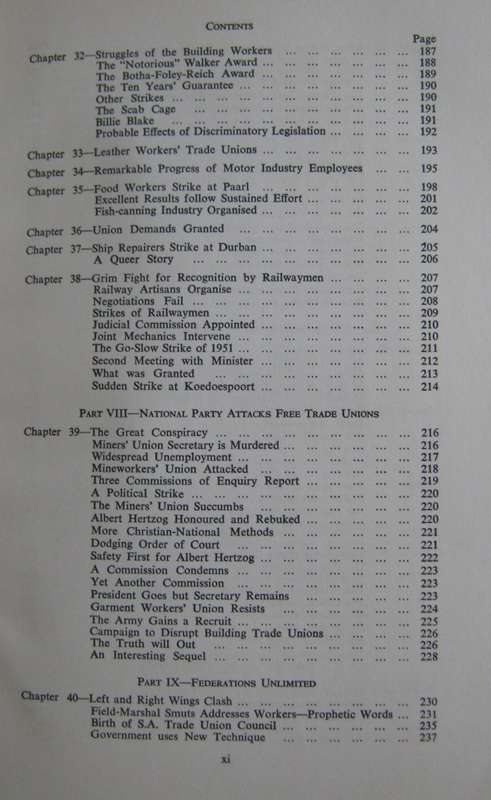 CONTENTS
Page
Chapter 32—Struggles of the Building Workers ... ... ... ... ... ... 187
The "Notorious" Walker Award ... ... ... ... ... ... ... 188
The Botha-Foley-Reich Award ... ... ... ... ... ... ... 189
The Ten Years' Guarantee ... ... ... ... ... ... ... ... 190
Other Strikes ... ... ... ... ... ... ... ... ... ... ... 190
The Scab Cage ... ... ... ... ... ... ... ... ... ... 191
Billie Blake ... ... ... ... ... ... ... ... ... ... ... 191
Probable Effects of Discriminatory Legislation ... ... ... ... 192
Chapter 33—Leather Workers' Trade Unions ... ... ... ... ... ... ... 193
Chapter 34—Remarkable Progress of Motor Industry Employees ... ... ... 195
Chapter 35—Food Workers Strike at Paarl ... ... ... ... ... ... ... 198
Excellent Results follow Sustained Effort ... ... ... ... ... 201
Fish-canning Industry Organised ... ... ... ... ... ... 202
Chapter 36—Union Demands Granted ... ... ... ... ... ... ... ... 204
Chapter 37—Ship Repairers Strike at Durban ... ... ... ... ... ... ... 205
A Queer Story ... ... ... ... ... ... ... ... ... ... 206
Chapter 38—Grim Fight for Recognition by Railwaymen ... ... ... ... 207
Railway Artisans Organise ... ... ... ... ... ... ... ... 207
Negotiations Fail ... ... ... ... ... ... ... ... ... ... 208
Strikes of Railwaymen ... ... ... ... ... ... ... ... ... 209
Judicial Commission Appointed ... ... ... ... ... ... ... 210
Joint Mechanics Intervene ... ... ... ... ... ... ... ... 210
The Go-Slow Strike of 1951 ... ... ... ... ... ... ... ... 211
Second Meeting with Minister ... ... ... ... ... ... ... 212
What was Granted ... ... ... ... ... ... ... ... ... 213
Sudden Strike at Koedoespoort ... ... ... ... ... ... ... 214
PART VIII—NATIONAL PARTY ATTACKS FREE TRADE UNIONS
Chapter 39—The Great Conspiracy ... ... ... ... ... ... ... ... ... 216
Miners' Union Secretary is Murdered ... ... ... ... ... ... 216
Widespread Unemployment ... ... ... ... ... ... ... ... 217
Mineworkers' Union Attacked ... ... ... ... ... ... ... 218
Three Commissions of Enquiry Report ... ... ... ... ... 219
A Political Strike ... ... ... ... ... ... ... ... ... ... 220
The Miners' Union Succumbs ... ... ... ... ... ... ... 220
Albert Hertzog Honoured and Rebuked ... ... ... ... ... 220
More Christian-National Methods ... ... ... ... ... ... 221
Dodging Order of Court ... ... ... ... ... ... ... ... 221
Safety First for Albert Hertzog ... ... ... ... ... ... ... 222
A Commission Condemns ... ... ... ... ... ... ... ... 223
Yet Another Commission ... ... ... ... ... ... ... ... 223
President Goes but Secretary Remains ... ... ... ... ... 223
Garment Workers' Union Resists ... ... ... ... ... ... 224
The Army Gains a Recruit ... ... ... ... ... ... ... ... 225
Campaign to Disrupt Building Trade Unions ... ... ... ... 226
The Truth will Out ... ... ... ... ... ... ... ... ... 226
An Interesting Sequel ... ... ... ... ... ... ... ... ... 228
PART IX—FEDERATIONS UNLIMITED
Chapter 40—Left and Right Wings Clash ... ... ... ... ... ... ... ... 230
Field-Marshal Smuts Addresses Workers—Prophetic Words ... 231
Birth of S.A. Trade Union Council ... ... ... ... ... ... 235
Government uses New Technique ... ... ... ... ... ... 237
xi